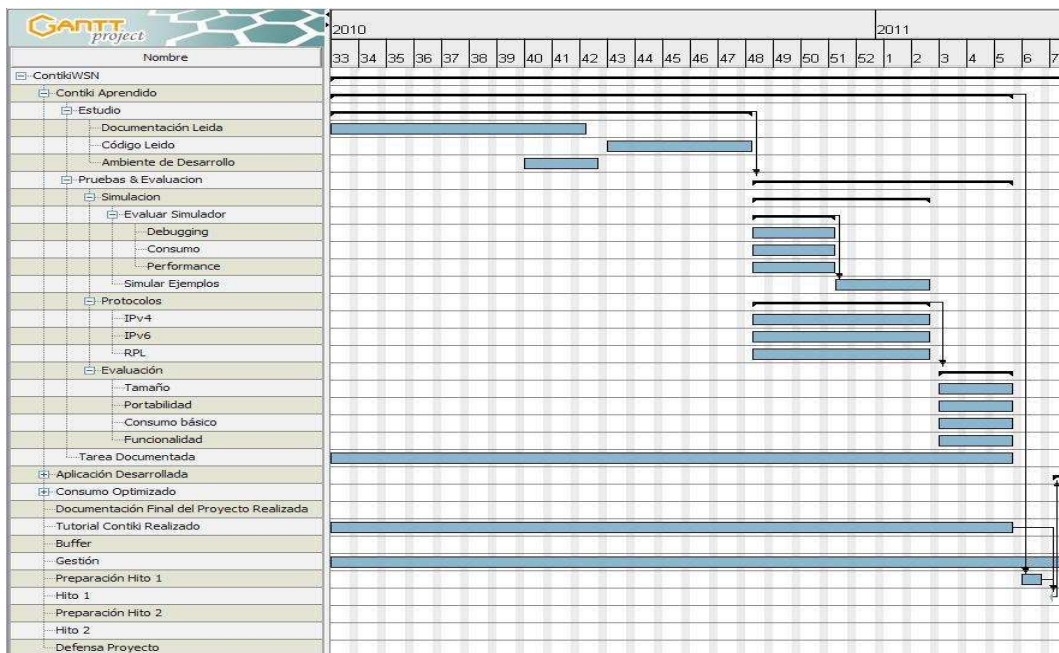 GANTT
project
2010
2011
Nombre
33 34 35 36 37 38 39 40 41 42 43 44 45 46 47 48 49 50 51 52 1 2 3 4 5 6 7
ContikiWSN
Contiki Aprendido
Estudio
Documentación Leida
Código Leido
Ambiente de Desarrollo
Pruebas & Evaluacion
Simulacion
Evaluar Simulador
Debugging
Consumo
Performance
Simular Ejemplos
Protocolos
IPv4
IPv6
RPL
Evaluación
Tamaño
Portabilidad
Consumo básico
Funcionalidad
Tarea Documentada
Aplicación Desarrollada
Consumo Optimizado
Documentación Final del Proyecto Realizada
Tutorial Contiki Realizado
Buffer
Gestión
Preparación Hito 1
Hito 1
Preparación Hito 2
Hito 2
Defensa Proyecto